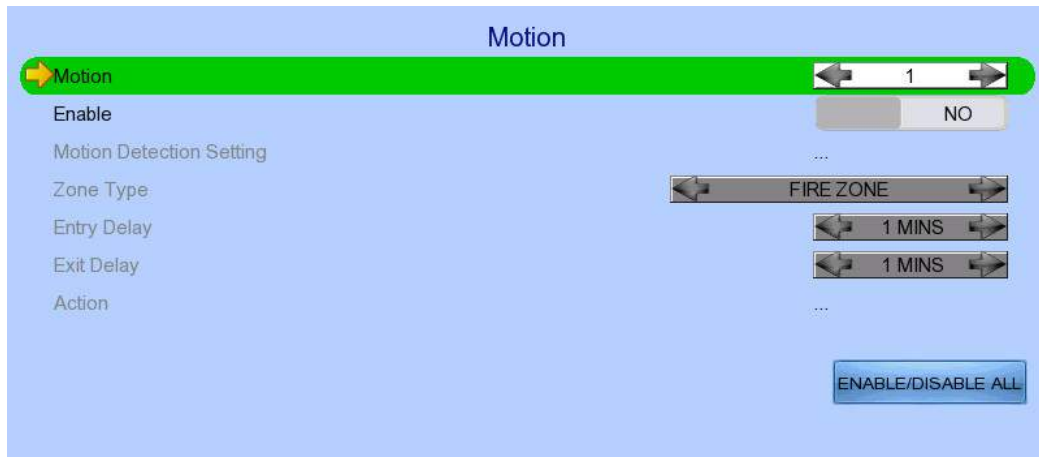 Motion
Motion 1
Enable NO
Motion Detection Setting ...
Zone Type FIRE ZONE
Entry Delay 1 MINS
Exit Delay 1 MINS
Action ...
ENABLE/DISABLE ALL